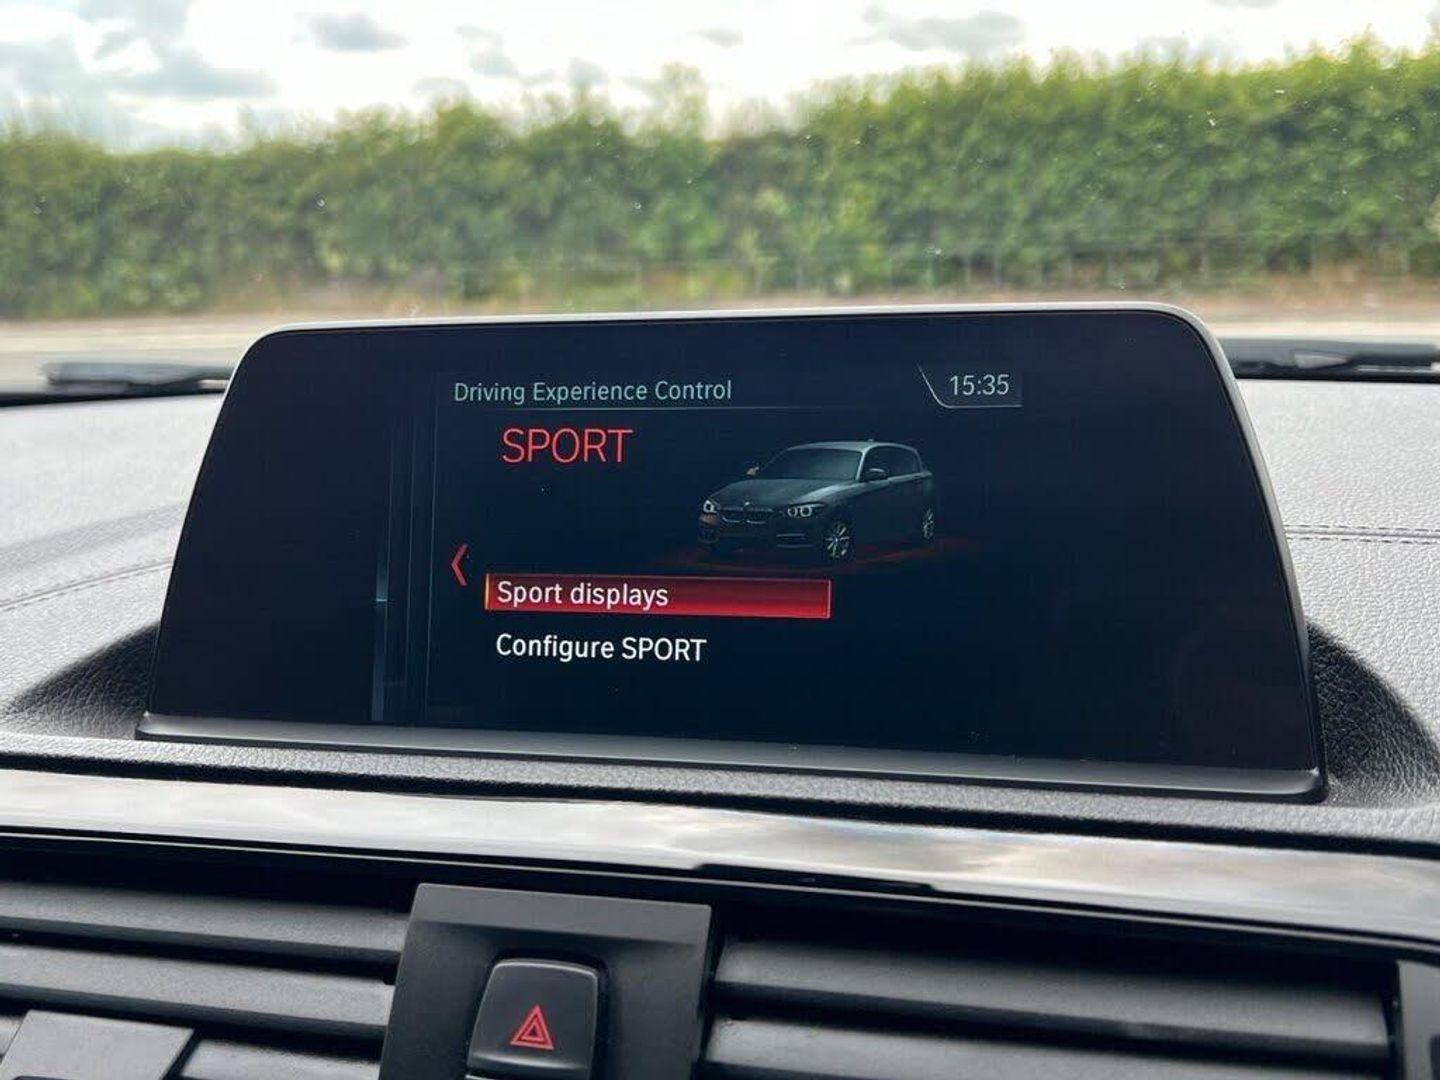 Driving Experience Control
15:35
SPORT
Sport displays
Configure SPORT